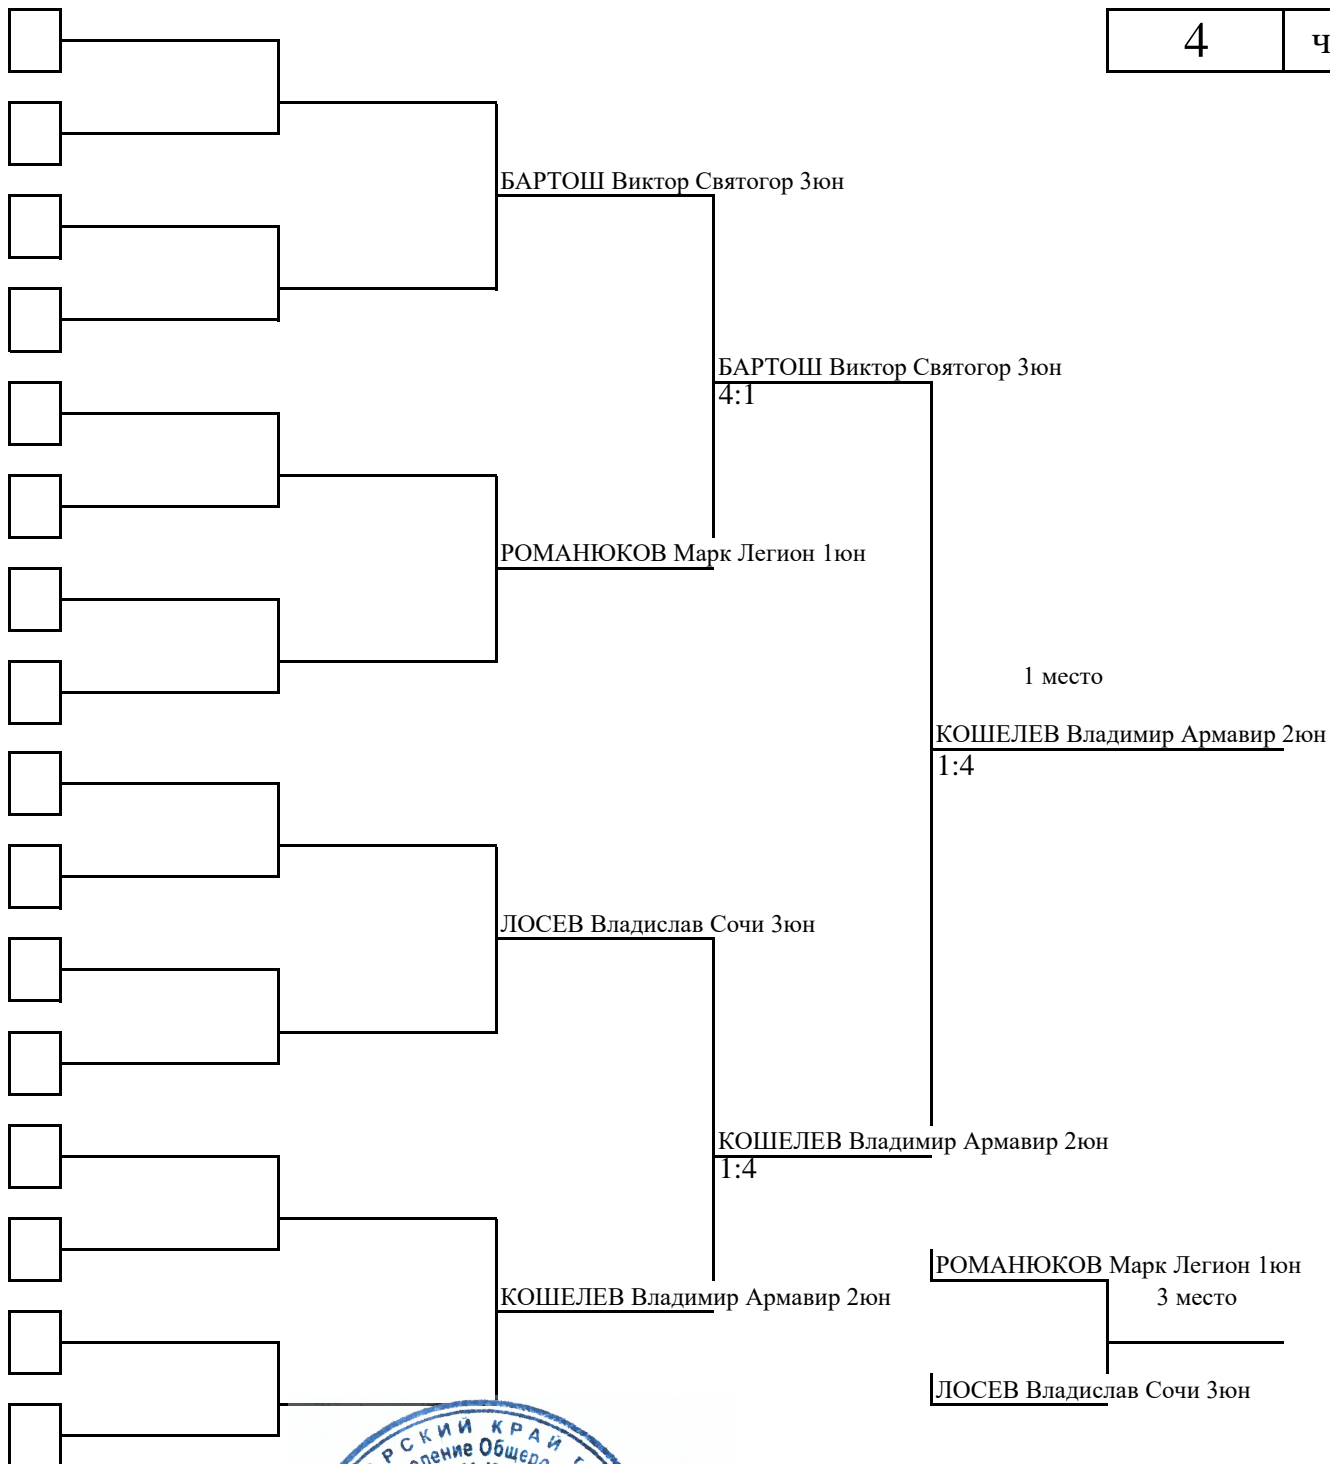 4 ч
БАРТОШ Виктор Святогор 3юн
БАРТОШ Виктор Святогор 3юн
4:1
РОМАНЮКОВ Марк Легион 1юн
1 место
КОШЕЛЕВ Владимир Армавир 2юн
1:4
ЛОСЕВ Владислав Сочи 3юн
КОШЕЛЕВ Владимир Армавир 2юн
1:4
РОМАНЮКОВ Марк Легион 1юн
КОШЕЛЕВ Владимир Армавир 2юн
3 место
ЛОСЕВ Владислав Сочи 3юн
РСКИЙ КРАЙ